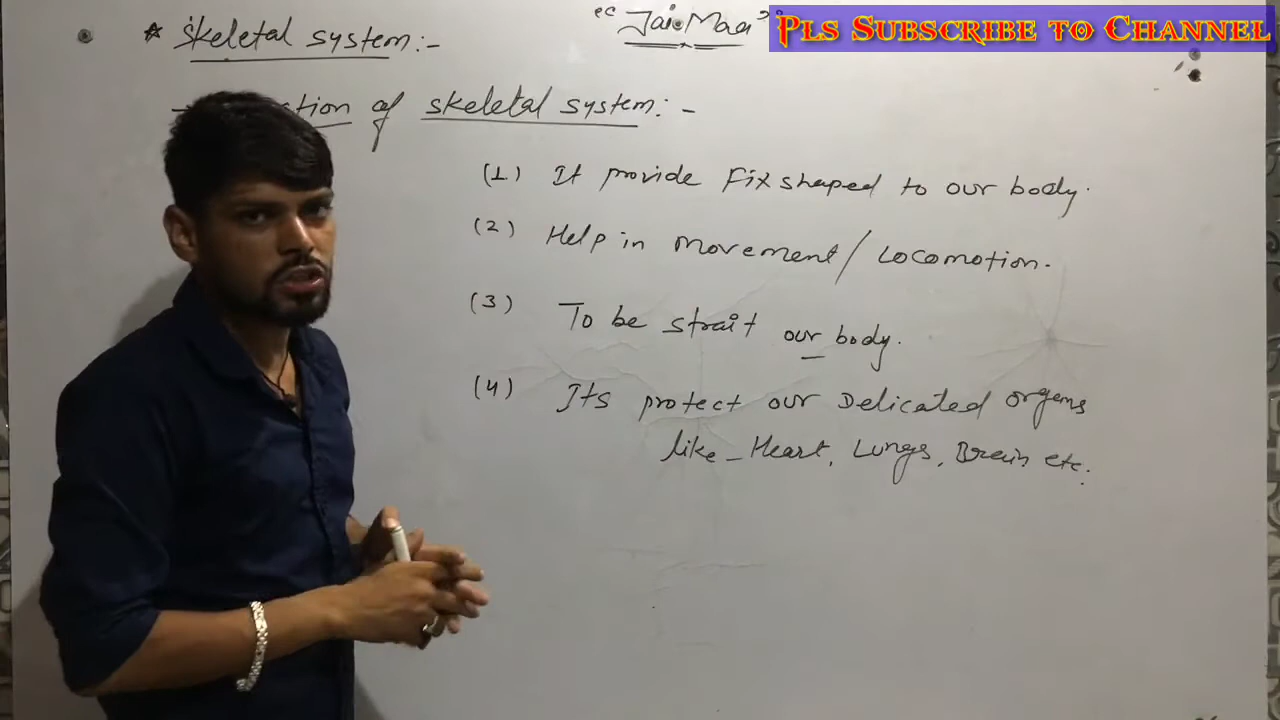 "Jai Maa"
Pls Subscribe to Channel
* Skeletal system:-
of skeletal system:-
(1) It provide Fix shaped to our body.
(2) Help in movement/Locomotion.
(3) To be strait our body.
(4) Its protect our Delicated orgens
like - Heart, Lungs, Brain etc.